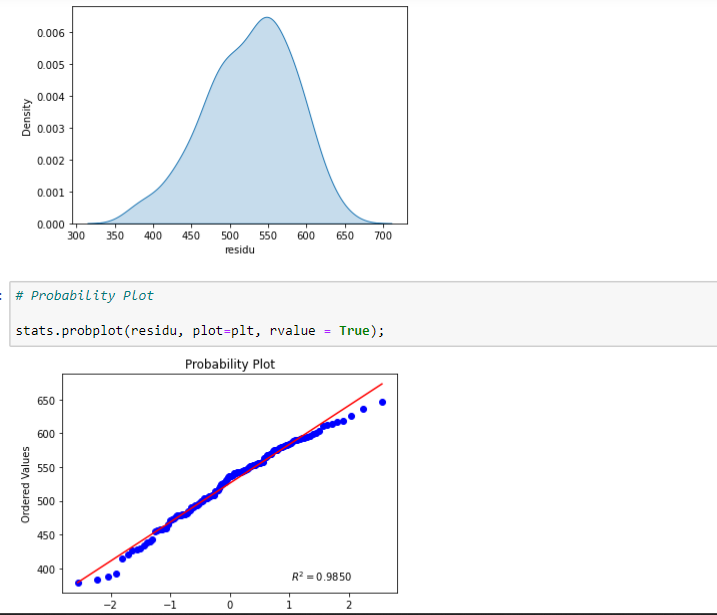 0.006
0.005
0.004
0.003
0.002
0.001
0.000
Density
300 350 400 450 500 550 600 650 700
residu
: # Probability Plot
stats.probplot(residu, plot=plt, rvalue = True);
Probability Plot
650
600
550
500
450
400
Ordered Values
R² = 0.9850
−2 −1 0 1 2